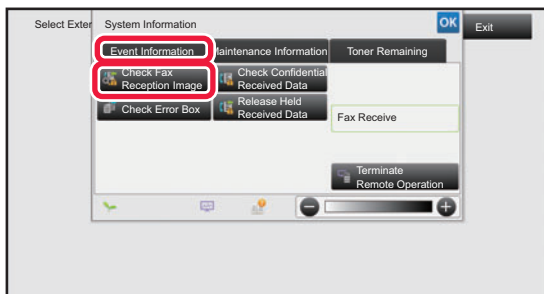 Select Exter
System Information
OK
Exit
Event Information
Maintenance Information
Toner Remaining
Check Fax
Reception Image
Check Confidential
Received Data
Check Error Box
Release Held
Received Data
Fax Receive
Terminate
Remote Operation